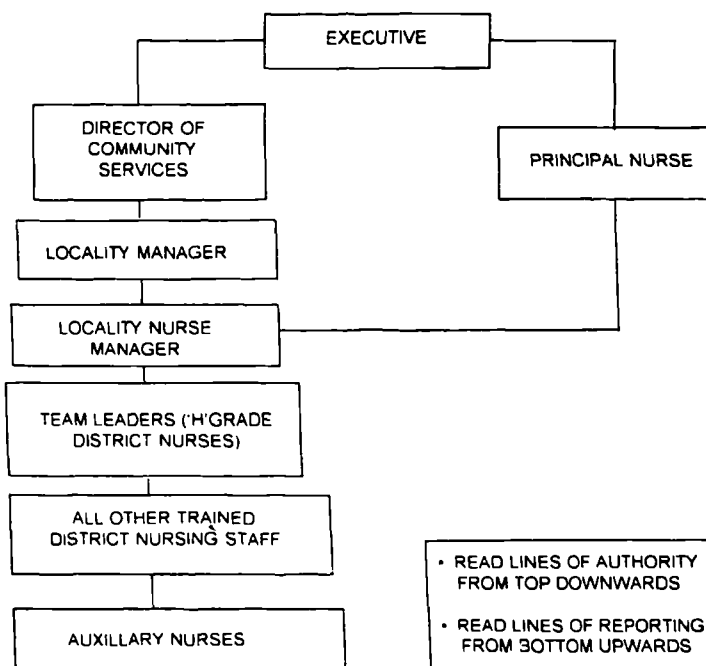 EXECUTIVE
DIRECTOR OF
COMMUNITY
SERVICES
PRINCIPAL NURSE
LOCALITY MANAGER
LOCALITY NURSE
MANAGER
TEAM LEADERS ('H'GRADE
DISTRICT NURSES)
ALL OTHER TRAINED
DISTRICT NURSING STAFF
AUXILLARY NURSES
• READ LINES OF AUTHORITY
FROM TOP DOWNWARDS
• READ LINES OF REPORTING
FROM BOTTOM UPWARDS